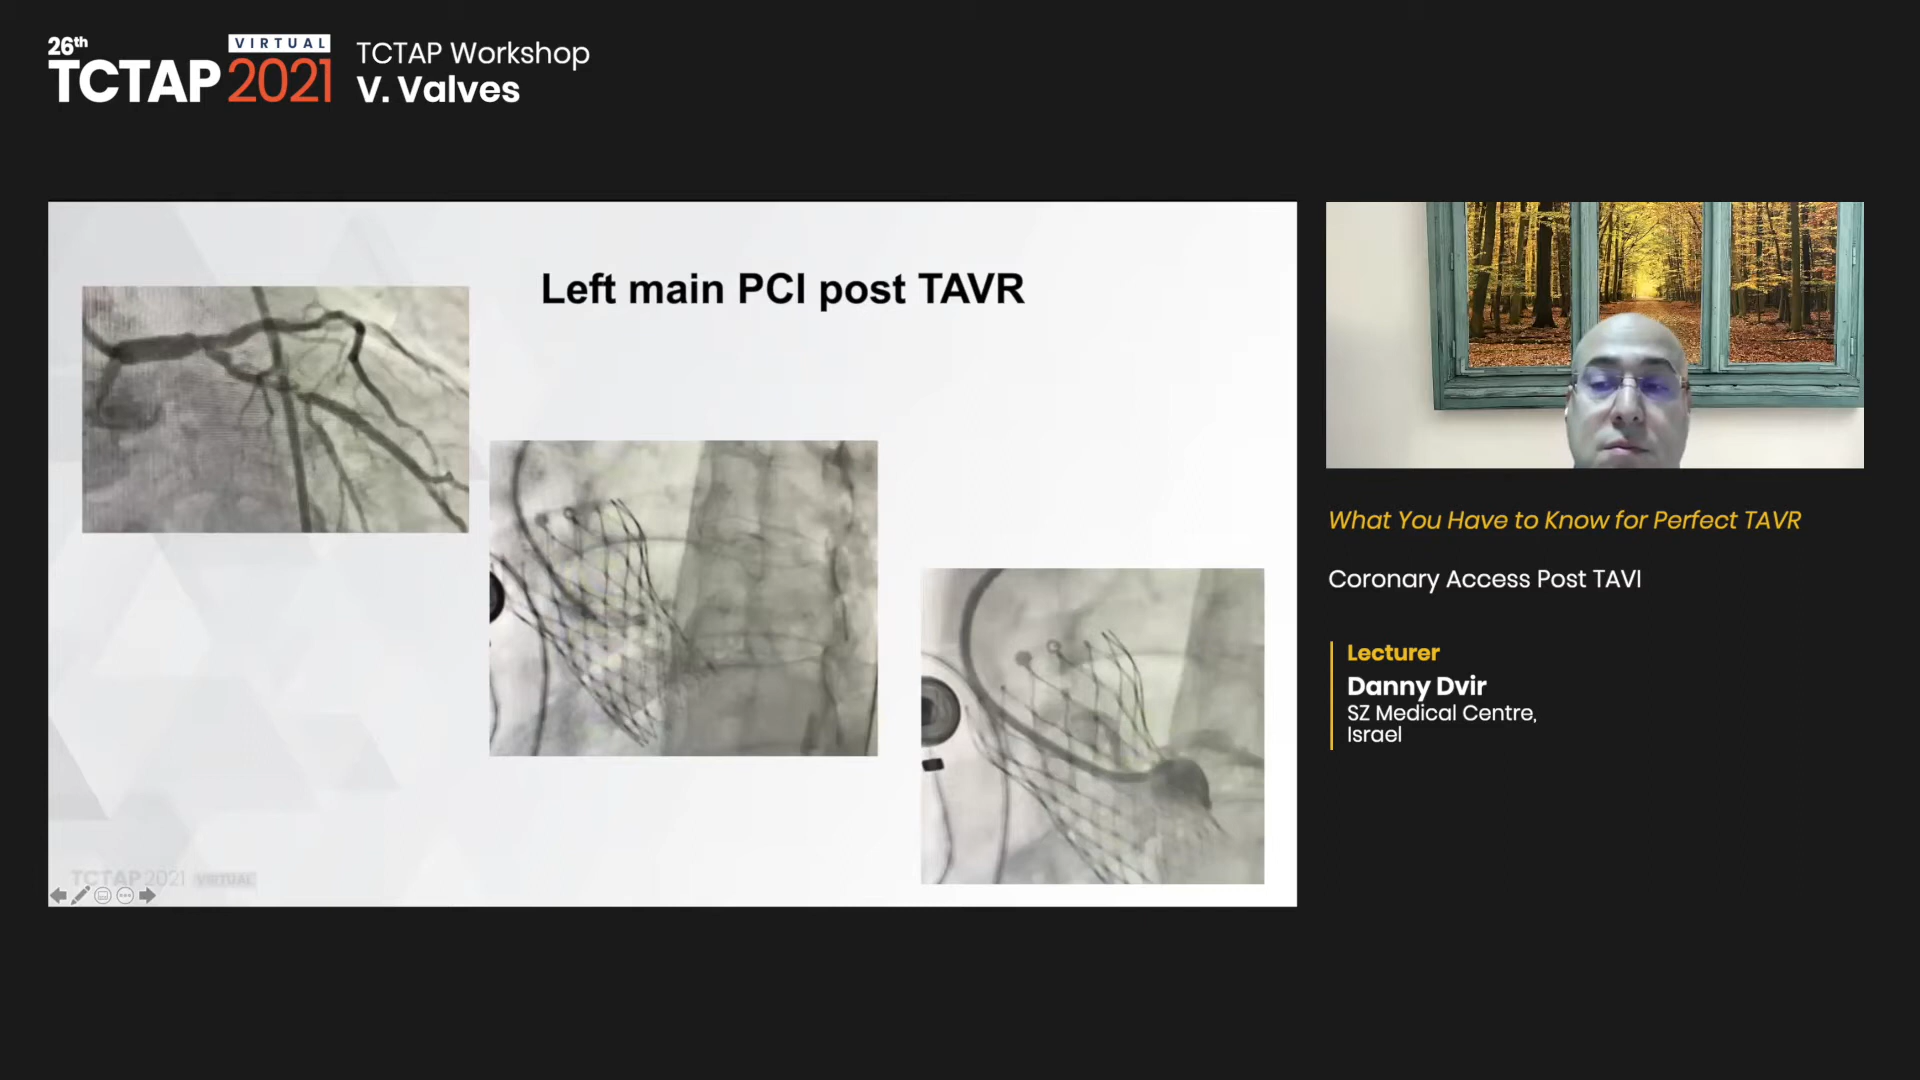 26th
VIRTUAL
TCTAP 2021
TCTAP Workshop
V. Valves
Left main PCI post TAVR
TCTAP 2021 VIRTUAL
What You Have to Know for Perfect TAVR
Coronary Access Post TAVI
Lecturer
Danny Dvir
SZ Medical Centre,
Israel